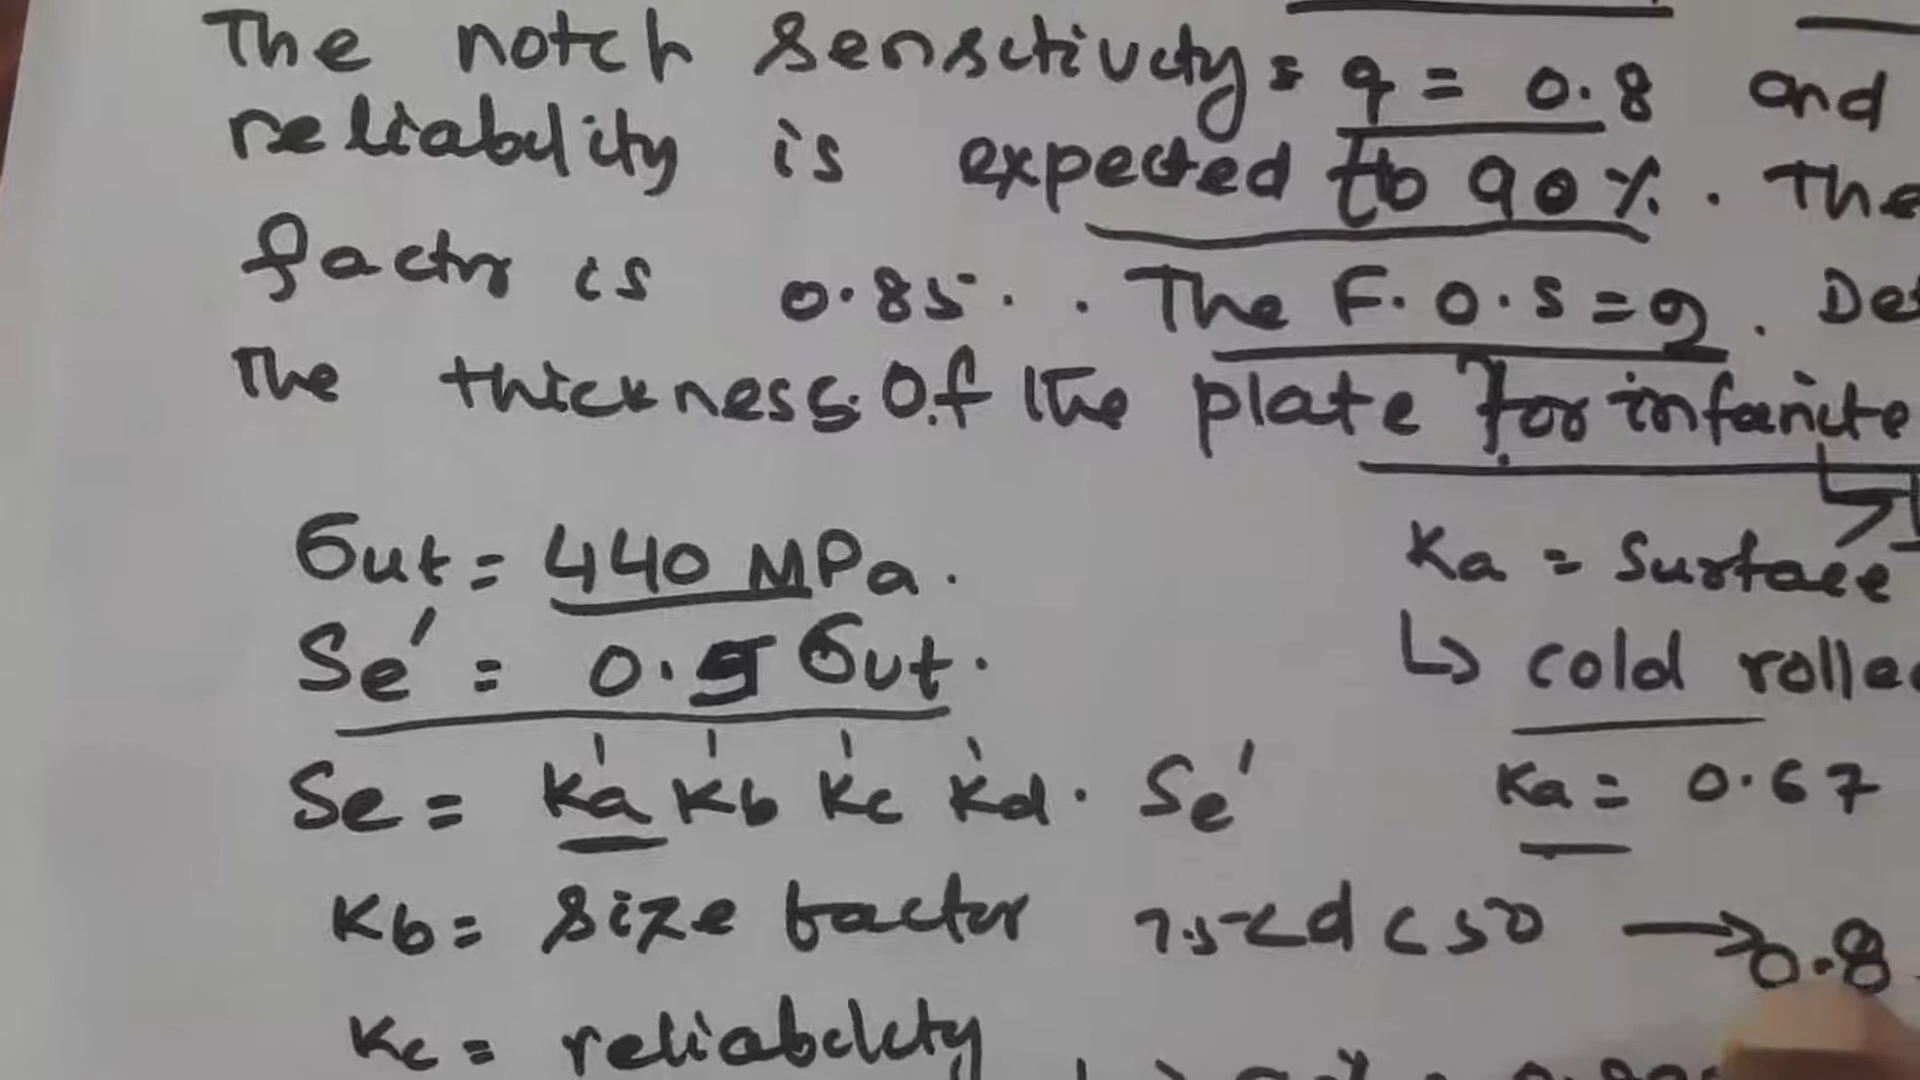 The notch sensitivity = q = 0.8 and
reliability is expected to 90%. The
factor is 0.85. . The F.O.S = 2. Det
The thickness of the plate for infinite
σut = 440 MPa.
Se' = 0.5 σut.
Se = Ka Kb Kc Kd . Se'
Kb = size factor 7.5<d<50 → 0.8
Kc = reliability
Ka = Surface
↳ cold rolled
Ka = 0.67